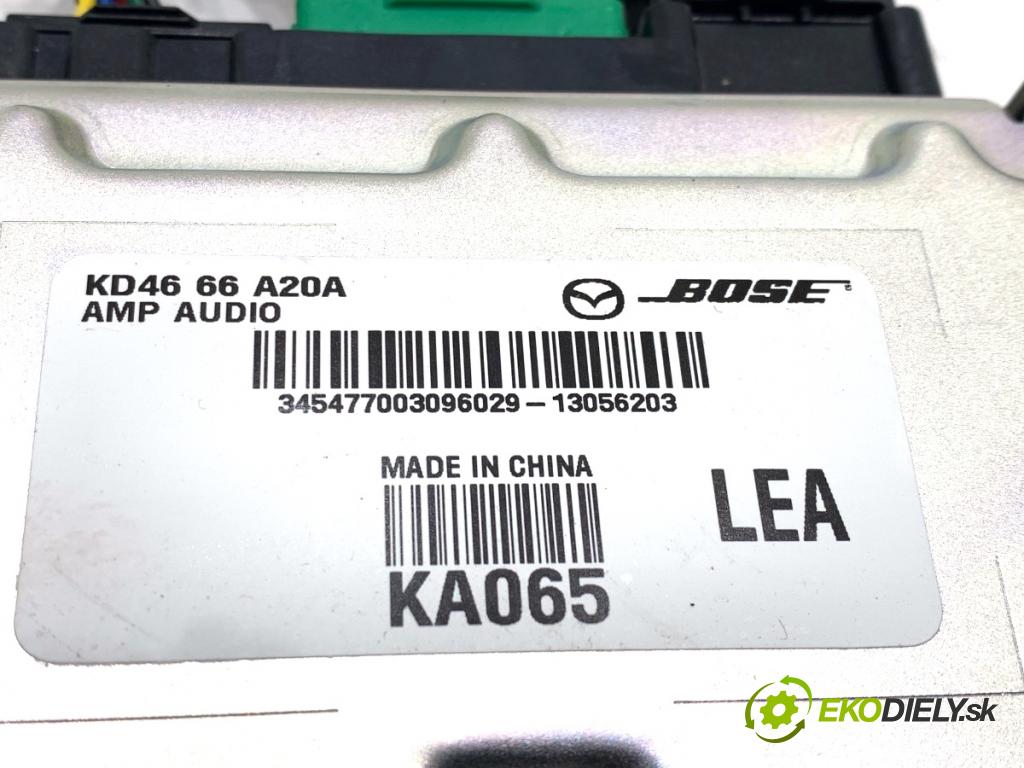 KD46 66 A20A
AMP AUDIO
BOSE
345477003096029-13056203
MADE IN CHINA
KA065
LEA
EKODIELY.sk